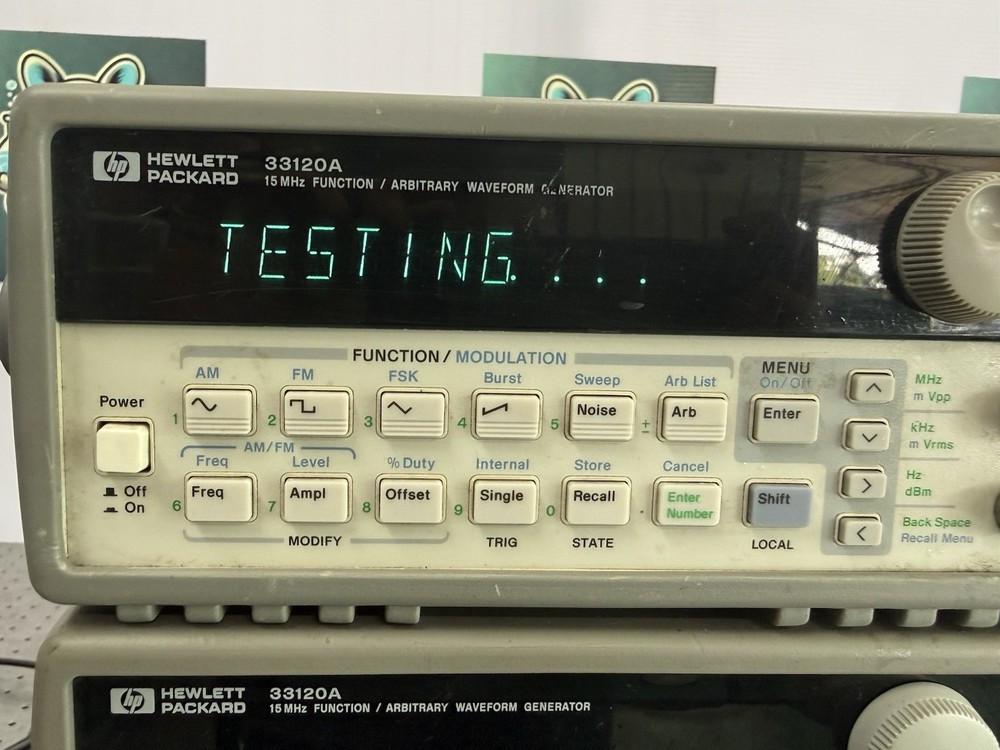 hp HEWLETT PACKARD 33120A
15 MHz FUNCTION / ARBITRARY WAVEFORM GENERATOR
TESTING....
FUNCTION / MODULATION
MENU
On/Off
AM FM FSK Burst Sweep Arb List
MHz
m Vpp
Power
1 2 3 4 5 Noise ± Arb Enter
kHz
m Vrms
AM/FM
Freq Level % Duty Internal Store Cancel
Hz
dBm
Off
On
6 Freq 7 Ampl 8 Offset 9 Single 0 Recall . Enter Number Shift
Back Space
Recall Menu
MODIFY TRIG STATE LOCAL
hp HEWLETT PACKARD 33120A
15 MHz FUNCTION / ARBITRARY WAVEFORM GENERATOR